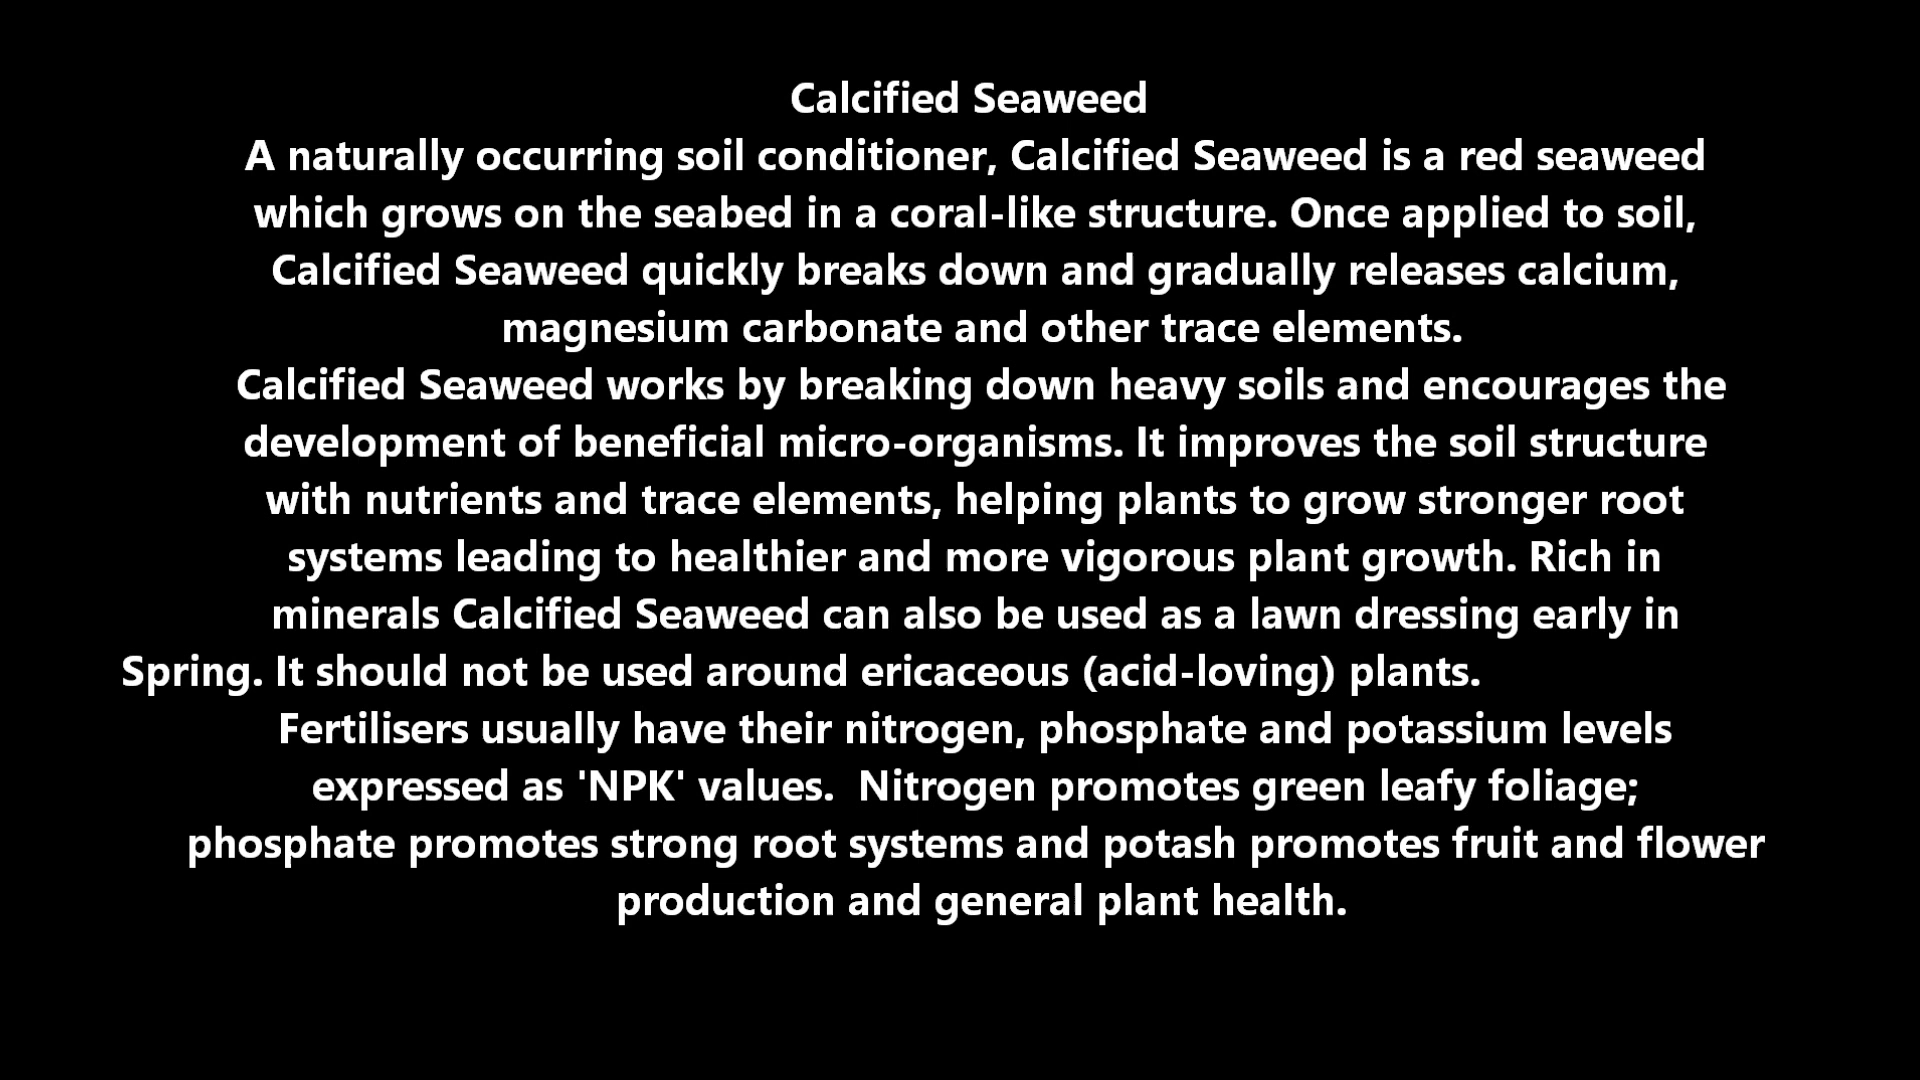 Calcified Seaweed
A naturally occurring soil conditioner, Calcified Seaweed is a red seaweed
which grows on the seabed in a coral-like structure. Once applied to soil,
Calcified Seaweed quickly breaks down and gradually releases calcium,
magnesium carbonate and other trace elements.
Calcified Seaweed works by breaking down heavy soils and encourages the
development of beneficial micro-organisms. It improves the soil structure
with nutrients and trace elements, helping plants to grow stronger root
systems leading to healthier and more vigorous plant growth. Rich in
minerals Calcified Seaweed can also be used as a lawn dressing early in
Spring. It should not be used around ericaceous (acid-loving) plants.
Fertilisers usually have their nitrogen, phosphate and potassium levels
expressed as 'NPK' values.  Nitrogen promotes green leafy foliage;
phosphate promotes strong root systems and potash promotes fruit and flower
production and general plant health.